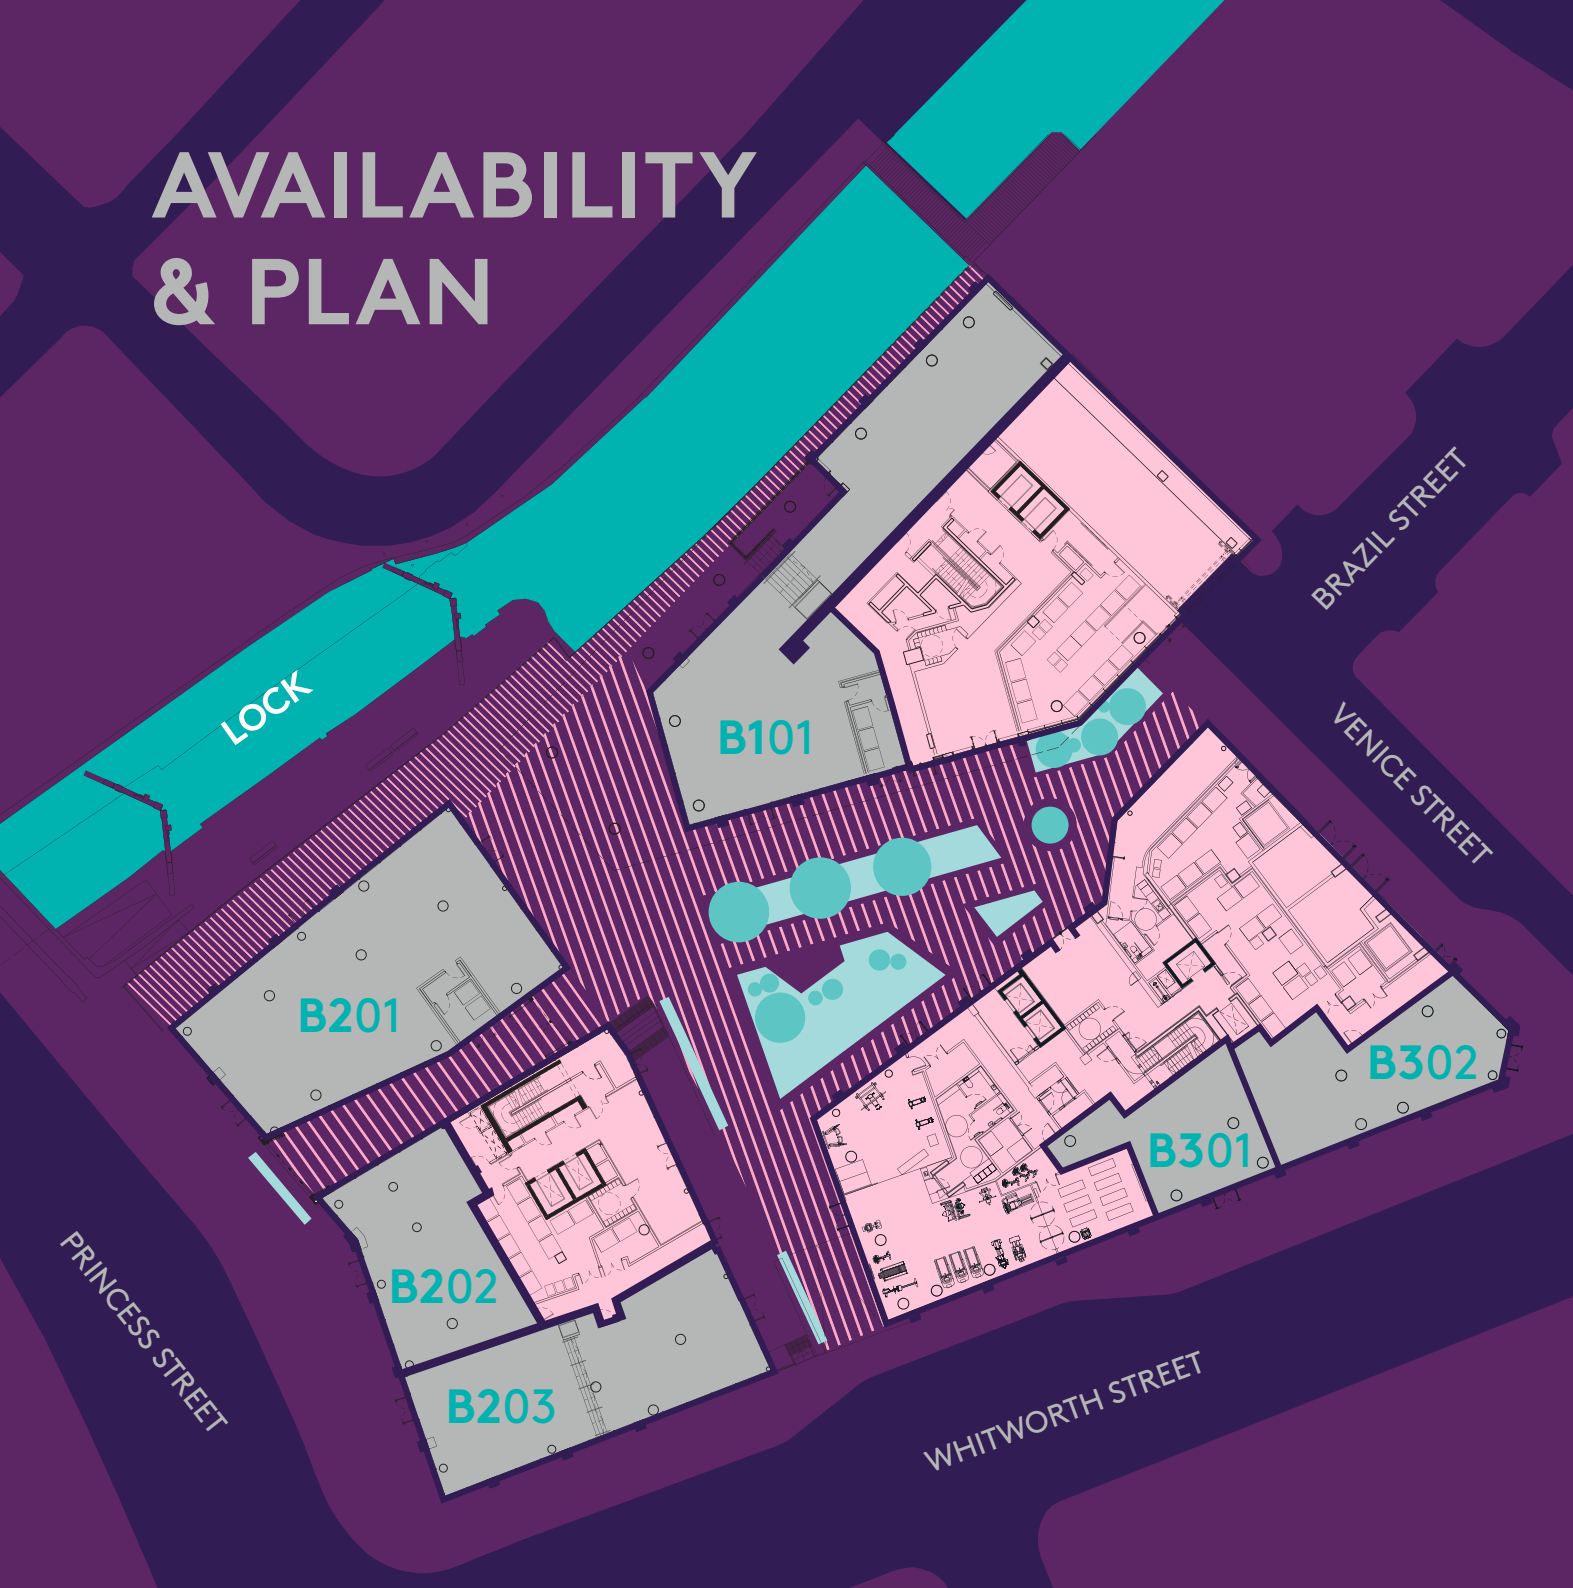 AVAILABILITY
& PLAN
BRAZIL STREET
LOCK
B101
VENICE STREET
B201
B302
B301
PRINCESS STREET
B202
B203
WHITWORTH STREET